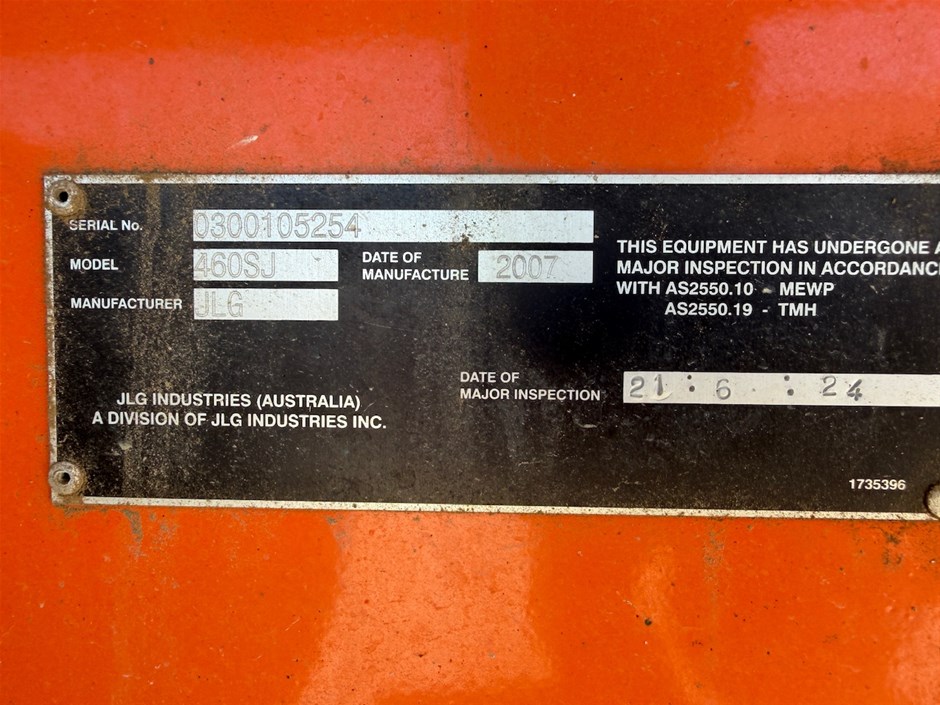 SERIAL No. 0300105254
MODEL 460SJ DATE OF MANUFACTURE 2007
MANUFACTURER JLG
THIS EQUIPMENT HAS UNDERGONE A
MAJOR INSPECTION IN ACCORDANC
WITH AS2550.10 - MEWP
AS2550.19 - TMH
DATE OF
MAJOR INSPECTION 21 : 6 : 24
JLG INDUSTRIES (AUSTRALIA)
A DIVISION OF JLG INDUSTRIES INC.
1735396